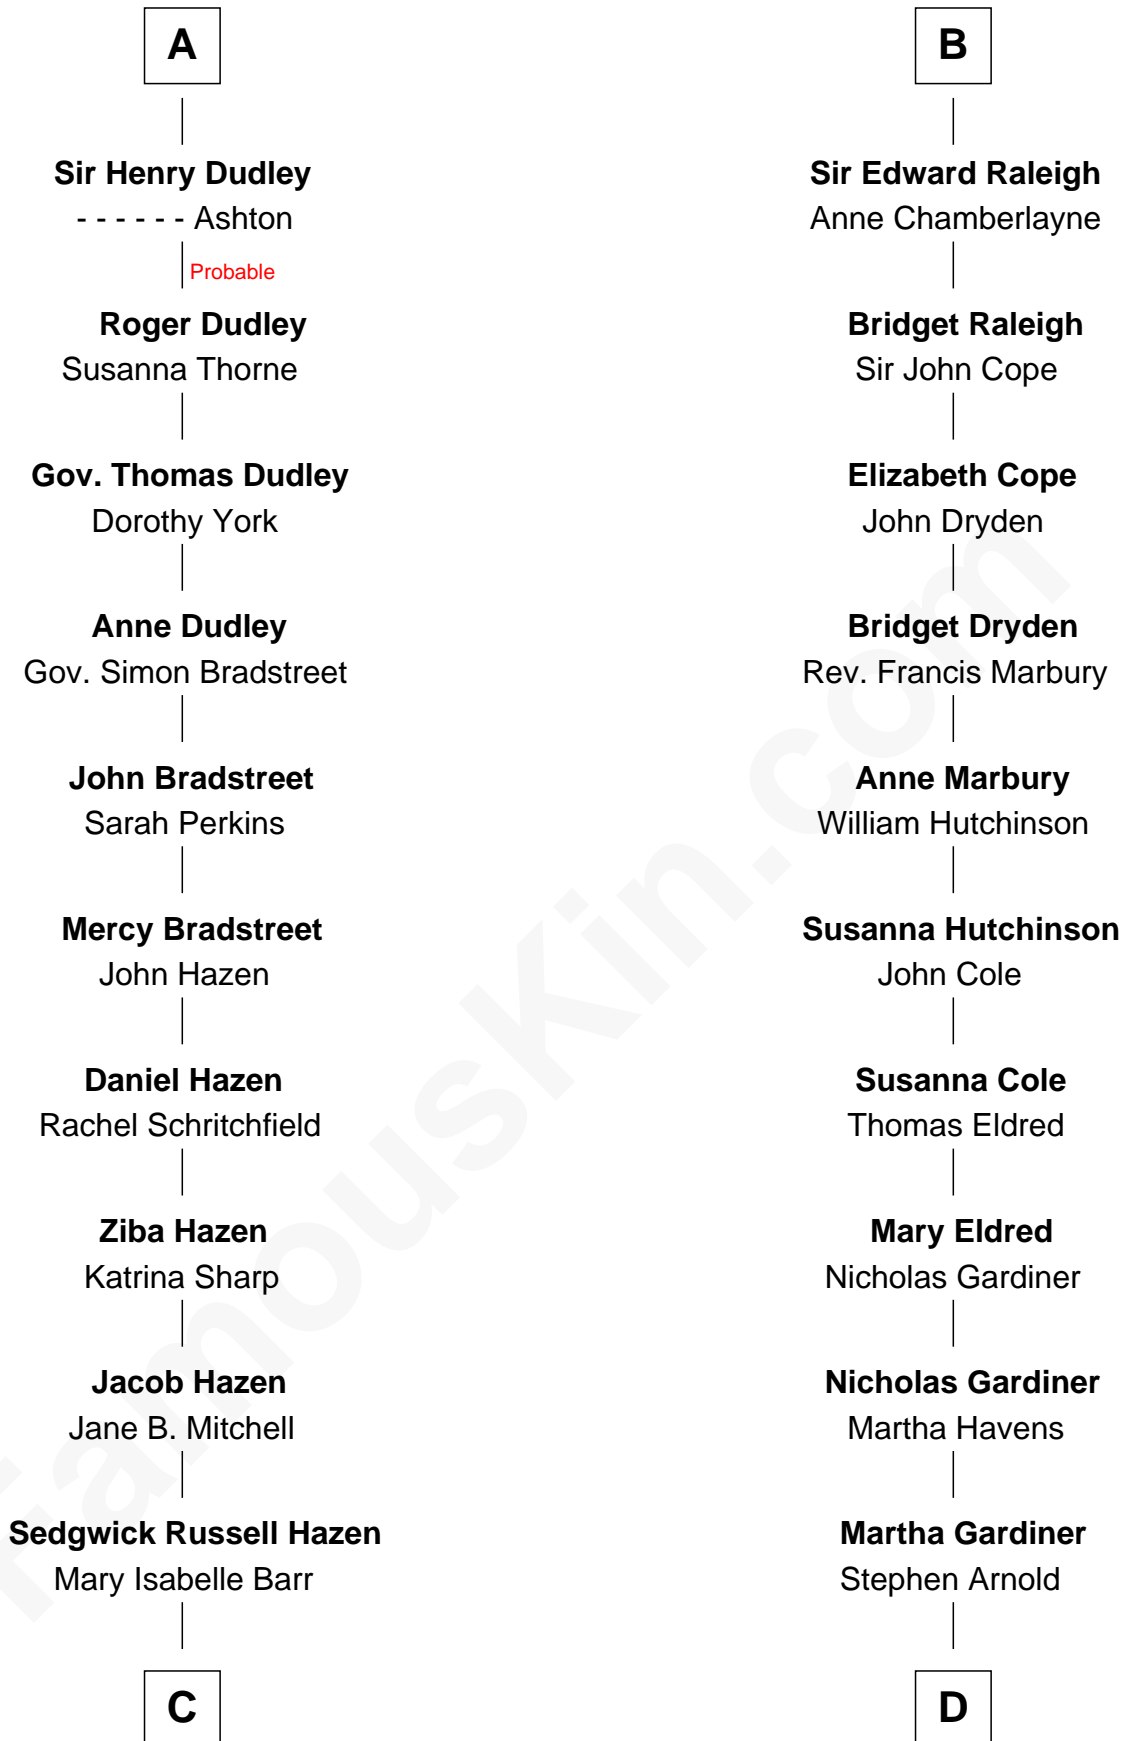 A
Sir Henry Dudley
- - - - - - Ashton
Probable
Roger Dudley
Susanna Thorne
Gov. Thomas Dudley
Dorothy York
Anne Dudley
Gov. Simon Bradstreet
John Bradstreet
Sarah Perkins
Mercy Bradstreet
John Hazen
Daniel Hazen
Rachel Schritchfield
Ziba Hazen
Katrina Sharp
Jacob Hazen
Jane B. Mitchell
Sedgwick Russell Hazen
Mary Isabelle Barr
C
B
Sir Edward Raleigh
Anne Chamberlayne
Bridget Raleigh
Sir John Cope
Elizabeth Cope
John Dryden
Bridget Dryden
Rev. Francis Marbury
Anne Marbury
William Hutchinson
Susanna Hutchinson
John Cole
Susanna Cole
Thomas Eldred
Mary Eldred
Nicholas Gardiner
Nicholas Gardiner
Martha Havens
Martha Gardiner
Stephen Arnold
D
FamousKin.com